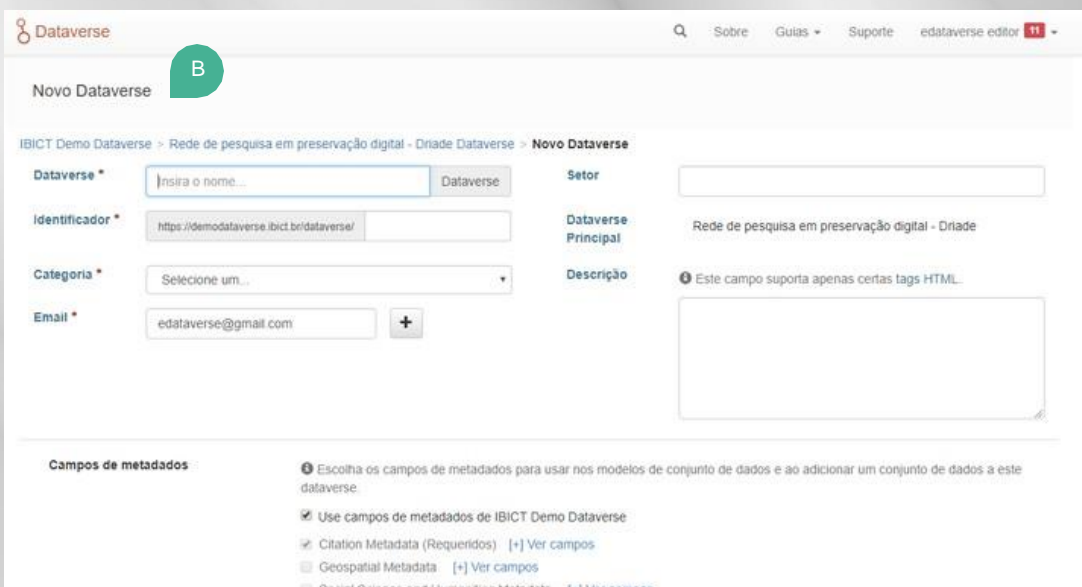 Dataverse
Sobre Guias Suporte edataverse editor 11
B
Novo Dataverse
IBICT Demo Dataverse > Rede de pesquisa em preservação digital - Driade Dataverse > Novo Dataverse
Dataverse * Insira o nome... Dataverse Setor
Identificador * https://demodataverse.ibict.br/dataverse/ Dataverse Principal Rede de pesquisa em preservação digital - Driade
Categoria * Selecione um... Descrição Este campo suporta apenas certas tags HTML.
Email * edataverse@gmail.com +
Campos de metadados
Escolha os campos de metadados para usar nos modelos de conjunto de dados e ao adicionar um conjunto de dados a este
dataverse.
Use campos de metadados de IBICT Demo Dataverse
Citation Metadata (Requeridos) [+] Ver campos
Geospatial Metadata [+] Ver campos